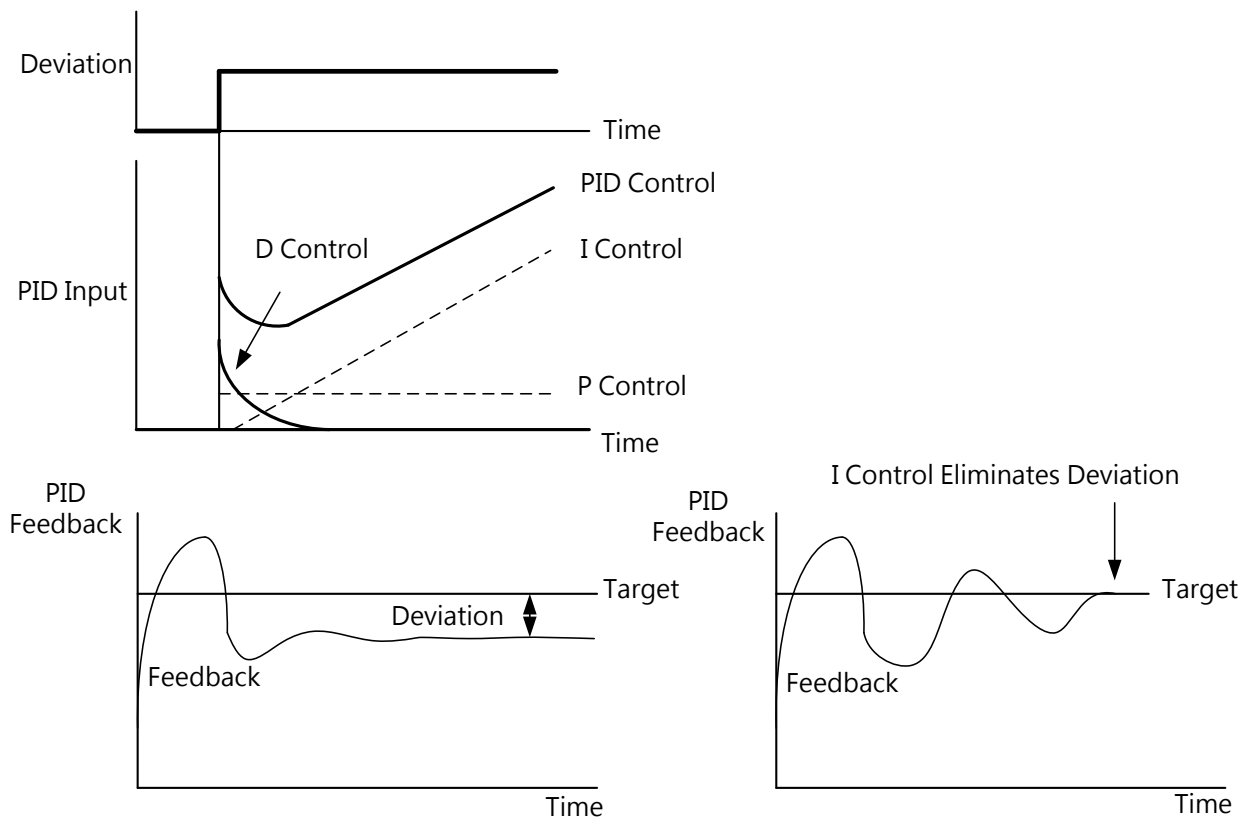 Deviation
Time
PID Control
D Control
I Control
PID Input
P Control
Time
PID
Feedback
Target
Deviation
Feedback
Time
I Control Eliminates Deviation
PID
Feedback
Target
Feedback
Time